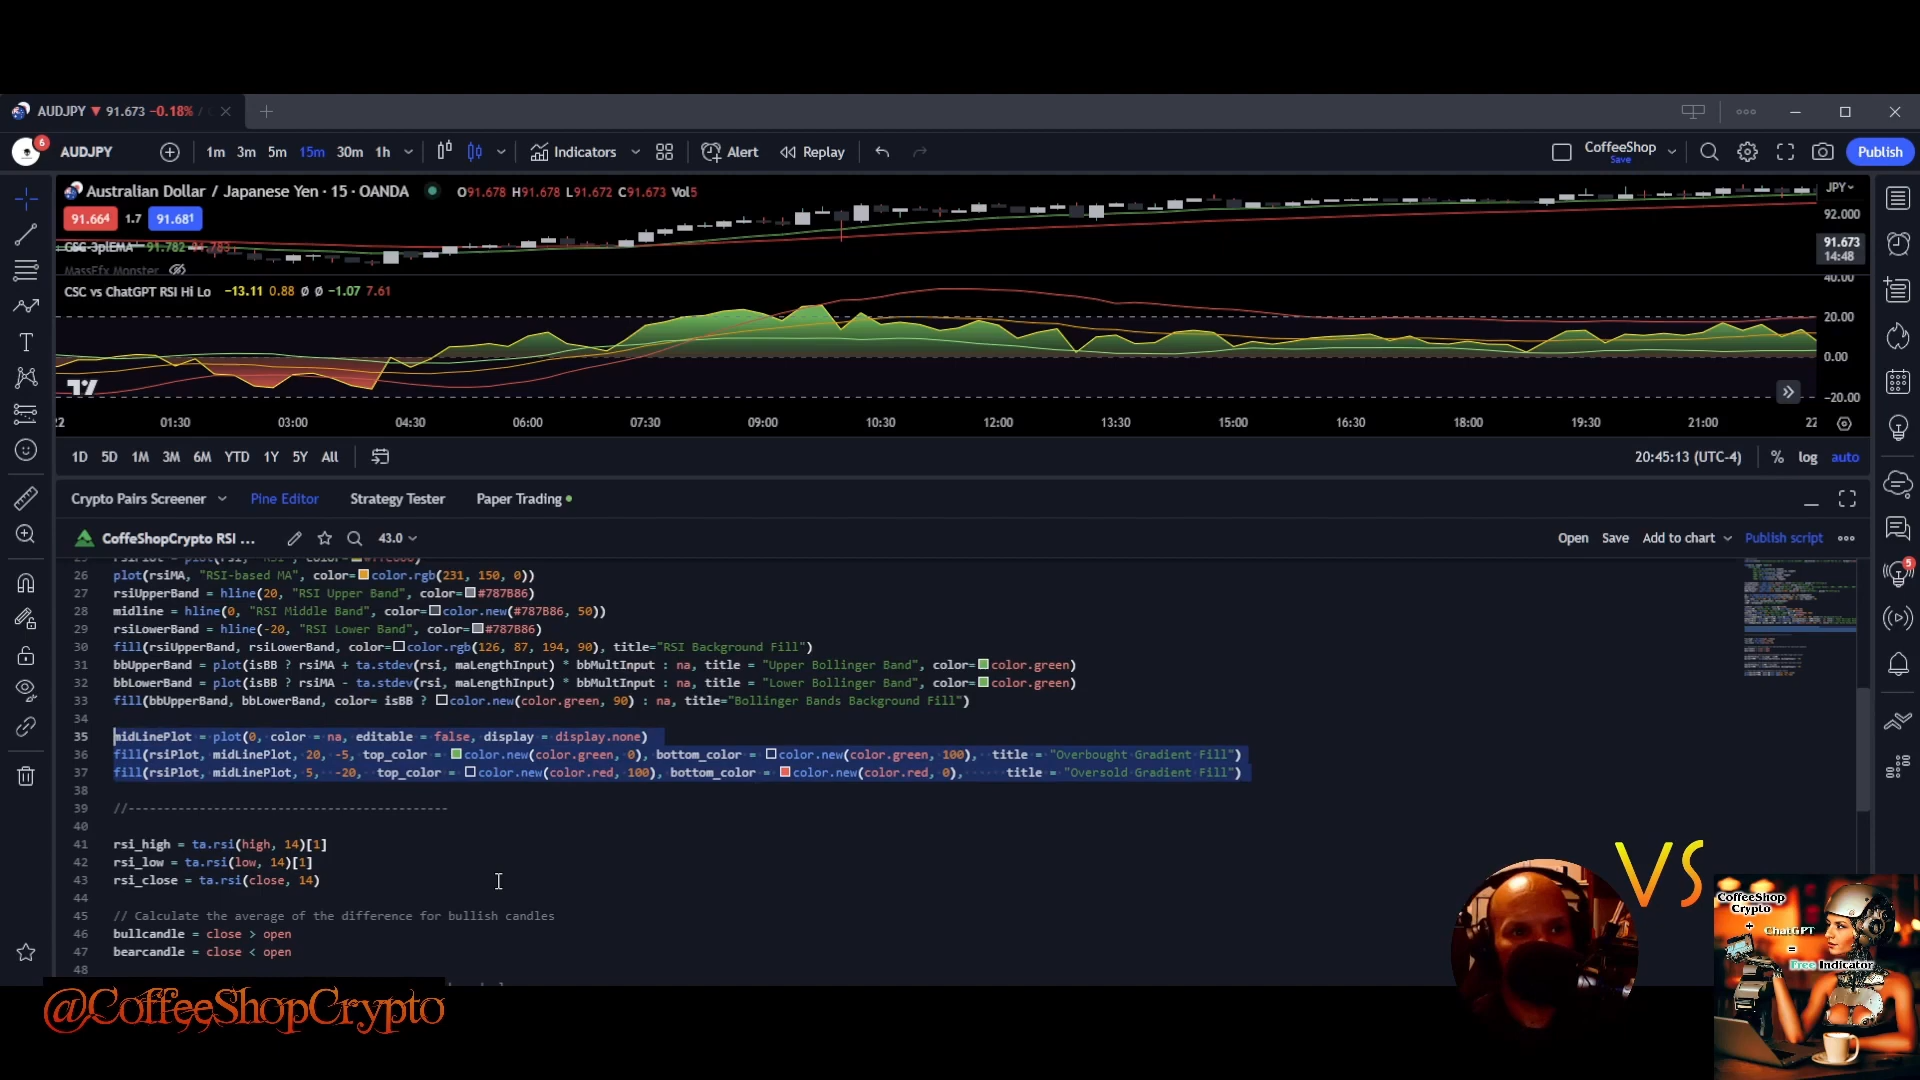 AUDJPY ▼ 91.673 −0.18% /
6
AUDJPY
1m 3m 5m 15m 30m 1h
Indicators
Alert
Replay
CoffeeShop
Save
Publish
Australian Dollar / Japanese Yen · 15 · OANDA
O91.678 H91.678 L91.672 C91.673 Vol5
JPY
91.664 1.7 91.681
92.000
CSC-3plEMA 91.782 91.783
91.673
14:48
MassEfx Monster
CSC vs ChatGPT RSI Hi Lo −13.11 0.88 ∅ ∅ −1.07 7.61
40.00
20.00
0.00
−20.00
22 01:30 03:00 04:30 06:00 07:30 09:00 10:30 12:00 13:30 15:00 16:30 18:00 19:30 21:00 22
1D 5D 1M 3M 6M YTD 1Y 5Y All
20:45:13 (UTC-4) % log auto
Crypto Pairs Screener Pine Editor Strategy Tester Paper Trading
CoffeShopCrypto RSI ... 43.0
Open Save Add to chart Publish script
5
26 plot(rsiMA, "RSI-based MA", color=color.rgb(231, 150, 0))
27 rsiUpperBand = hline(20, "RSI Upper Band", color=#787B86)
28 midline = hline(0, "RSI Middle Band", color=color.new(#787B86, 50))
29 rsiLowerBand = hline(-20, "RSI Lower Band", color=#787B86)
30 fill(rsiUpperBand, rsiLowerBand, color=color.rgb(126, 87, 194, 90), title="RSI Background Fill")
31 bbUpperBand = plot(isBB ? rsiMA + ta.stdev(rsi, maLengthInput) * bbMultInput : na, title = "Upper Bollinger Band", color=color.green)
32 bbLowerBand = plot(isBB ? rsiMA - ta.stdev(rsi, maLengthInput) * bbMultInput : na, title = "Lower Bollinger Band", color=color.green)
33 fill(bbUpperBand, bbLowerBand, color= isBB ? color.new(color.green, 90) : na, title="Bollinger Bands Background Fill")
34
35 midLinePlot = plot(0, color = na, editable = false, display = display.none)
36 fill(rsiPlot, midLinePlot, 20, -5, top_color = color.new(color.green, 0), bottom_color = color.new(color.green, 100), title = "Overbought Gradient Fill")
37 fill(rsiPlot, midLinePlot, 5, -20, top_color = color.new(color.red, 100), bottom_color = color.new(color.red, 0), title = "Oversold Gradient Fill")
38
39 //---------------------------------------------
40
41 rsi_high = ta.rsi(high, 14)[1]
42 rsi_low = ta.rsi(low, 14)[1]
43 rsi_close = ta.rsi(close, 14)
44
45 // Calculate the average of the difference for bullish candles
46 bullcandle = close > open
47 bearcandle = close < open
48
VS
CoffeeShop
Crypto
+
ChatGPT
=
Free Indicator
@CoffeeShopCrypto